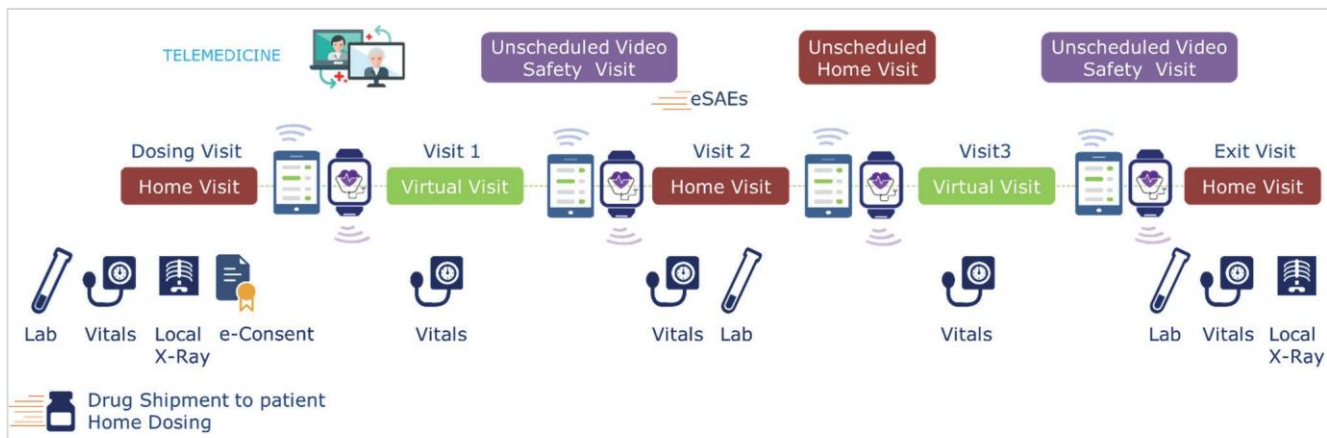 TELEMEDICINE
Unscheduled Video
Safety Visit
Unscheduled
Home Visit
Unscheduled Video
Safety Visit
eSAEs
Dosing Visit
Visit 1
Visit 2
Visit3
Exit Visit
Home Visit
Virtual Visit
Home Visit
Virtual Visit
Home Visit
Lab
Vitals
Local
X-Ray
e-Consent
Vitals
Vitals
Lab
Vitals
Lab
Vitals
Local
X-Ray
Drug Shipment to patient
Home Dosing